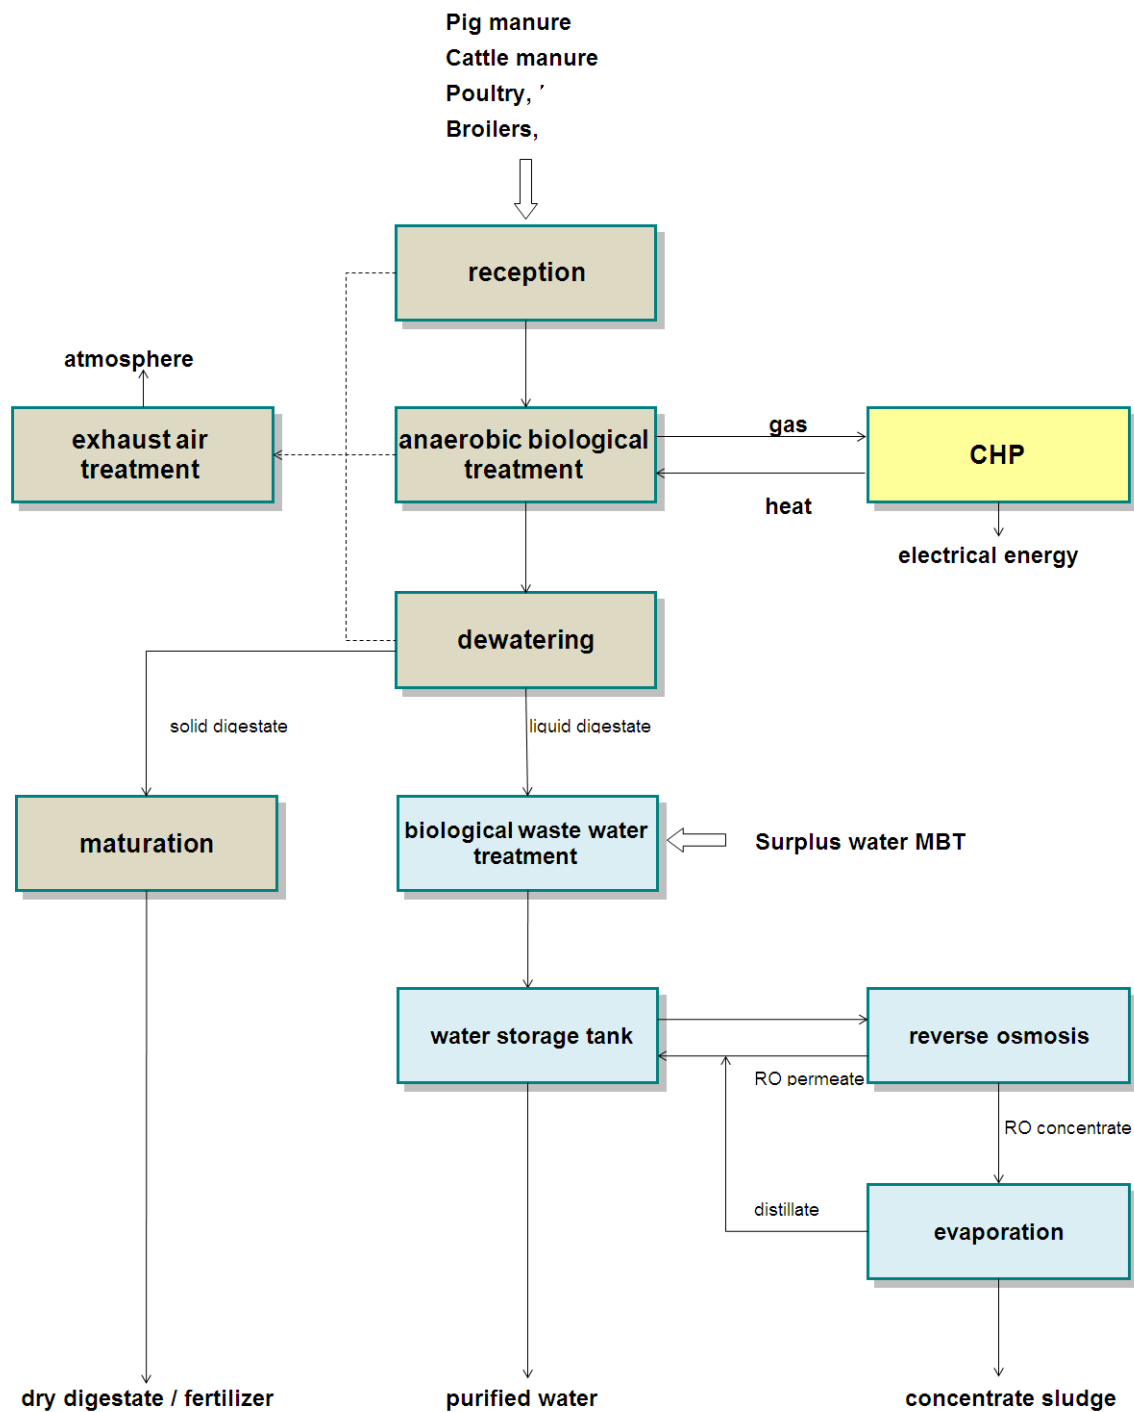 Pig manure
Cattle manure
Poultry,
Broilers,
reception
atmosphere
exhaust air
treatment
anaerobic biological
treatment
gas
heat
CHP
electrical energy
dewatering
solid digestate
liquid digestate
maturation
biological waste water
treatment
Surplus water MBT
water storage tank
reverse osmosis
RO permeate
RO concentrate
distillate
evaporation
dry digestate / fertilizer
purified water
concentrate sludge